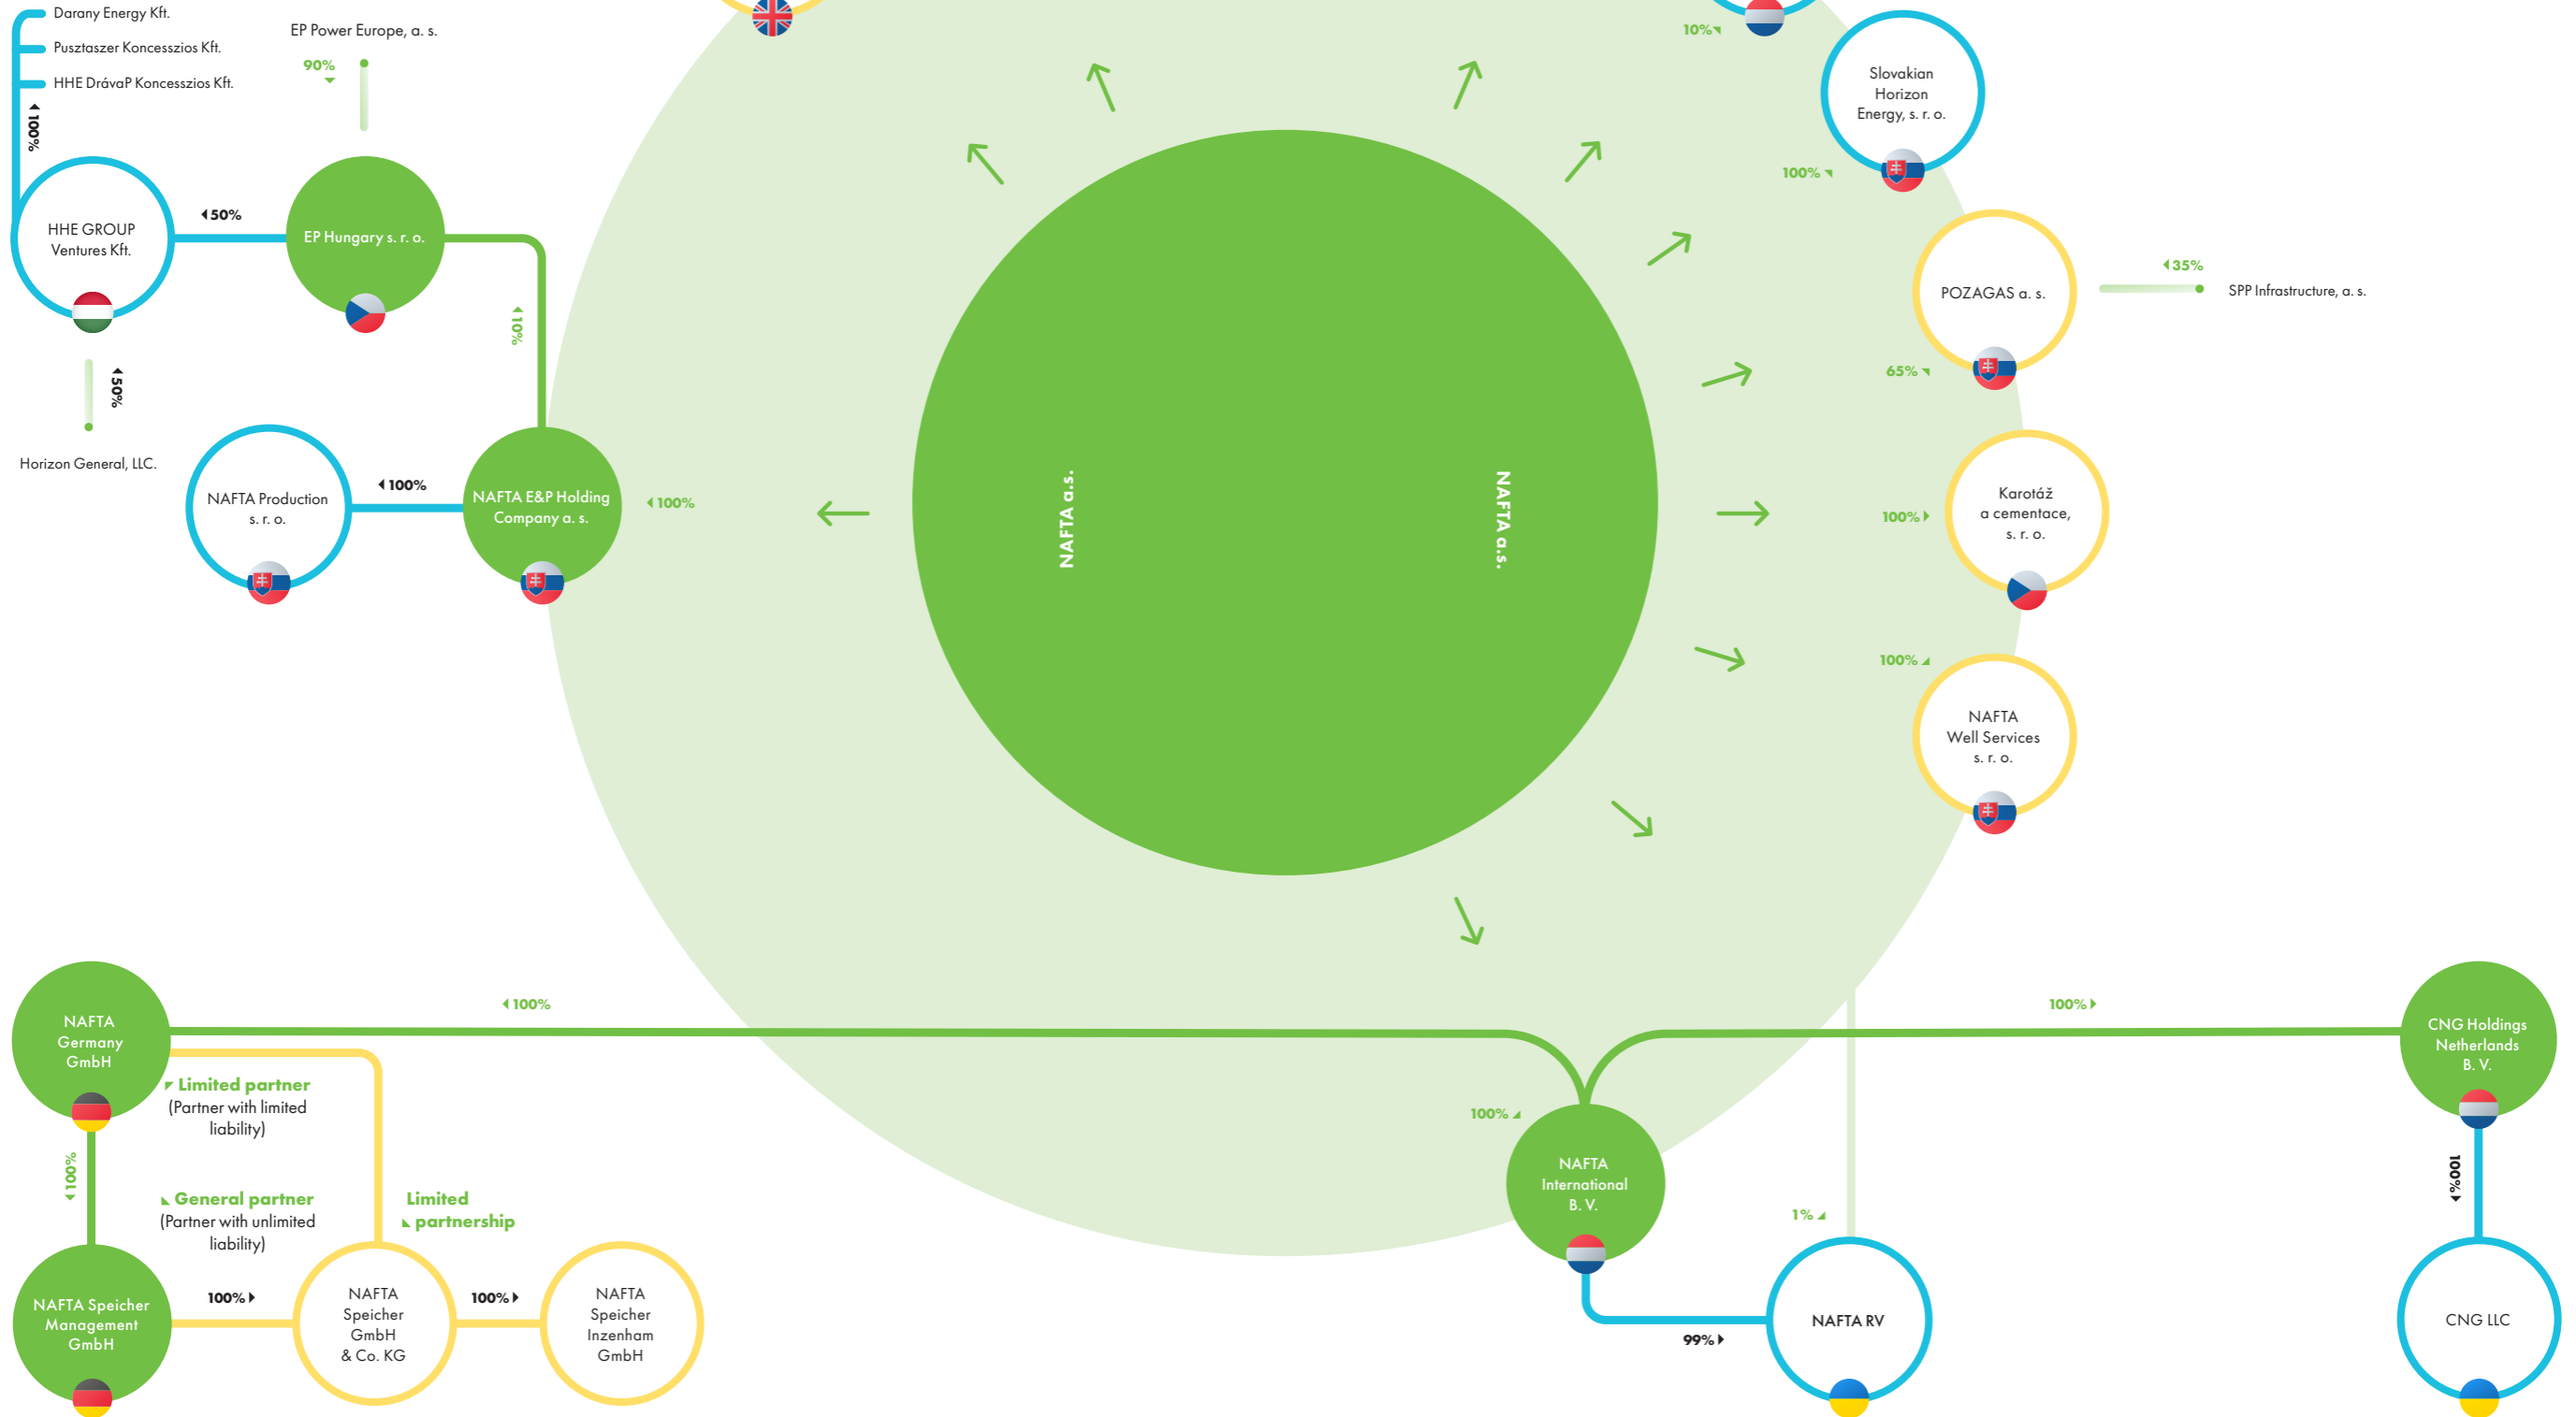 Darany Energy Kft.
Pusztaszer Koncesszios Kft.
HHE DrávaP Koncesszios Kft.
100%
EP Power Europe, a. s.
90%
HHE GROUP
Ventures Kft.
50%
EP Hungary s. r. o.
10%
50%
Horizon General, LLC.
NAFTA Production
s. r. o.
100%
NAFTA E&P Holding
Company a. s.
100%
NAFTA a.s.
NAFTA a.s.
10%
Slovakian
Horizon
Energy, s. r. o.
100%
POZAGAS a. s.
35%
SPP Infrastructure, a. s.
65%
Karotáž
a cementace,
s. r. o.
100%
100%
NAFTA
Well Services
s. r. o.
NAFTA
Germany
GmbH
100%
Limited partner
(Partner with limited
liability)
100%
General partner
(Partner with unlimited
liability)
Limited
partnership
NAFTA Speicher
Management
GmbH
100%
NAFTA
Speicher
GmbH
& Co. KG
100%
NAFTA
Speicher
Inzenham
GmbH
100%
NAFTA
International
B. V.
1%
99%
NAFTA RV
100%
CNG Holdings
Netherlands
B. V.
100%
CNG LLC